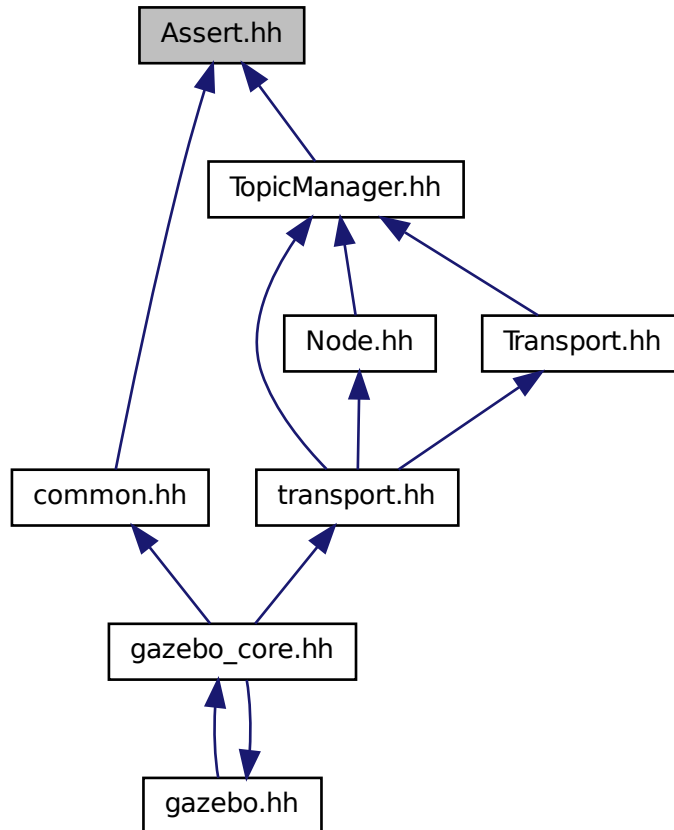 Assert.hh
TopicManager.hh
Node.hh
Transport.hh
common.hh
transport.hh
gazebo_core.hh
gazebo.hh